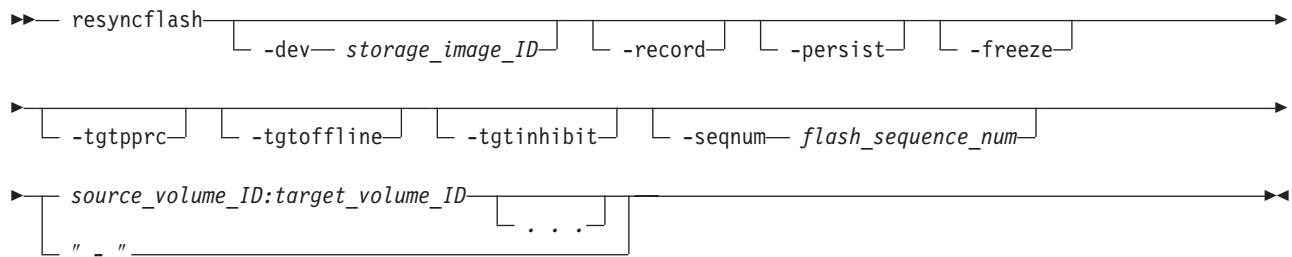 resyncflash
-dev storage_image_ID -record -persist -freeze
-tgtpprc -tgtoffline -tgtinhibit -seqnum flash_sequence_num
source_volume_ID:target_volume_ID
. . .
" - "